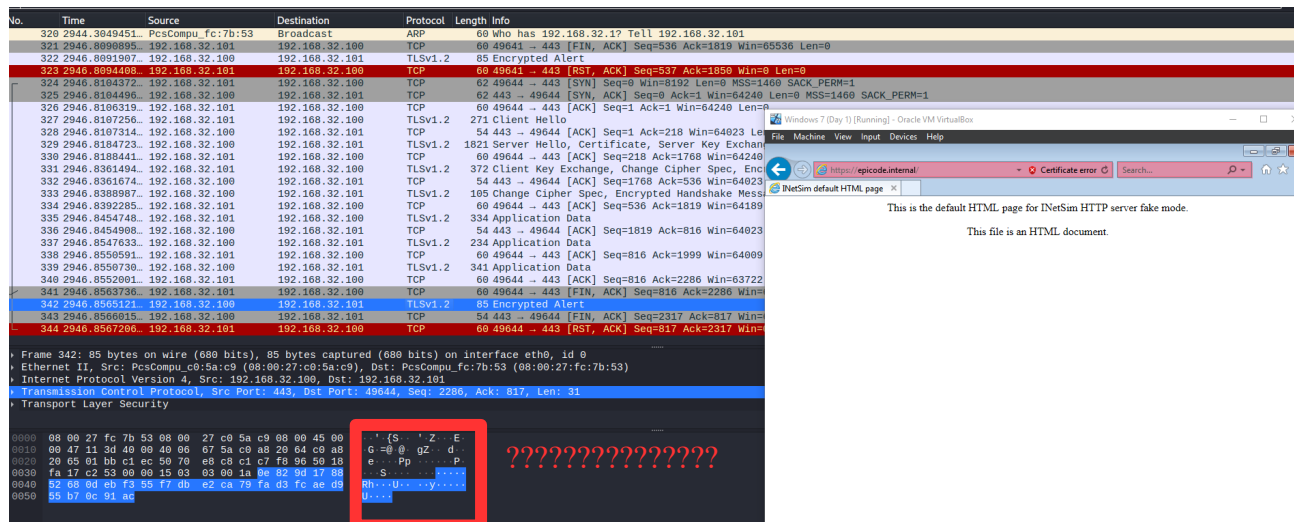 No. Time Source Destination Protocol Length Info
320 2944.3049451… PcsCompu_fc:7b:53 Broadcast ARP 60 Who has 192.168.32.1? Tell 192.168.32.101
321 2946.8090895… 192.168.32.101 192.168.32.100 TCP 60 49641 → 443 [FIN, ACK] Seq=536 Ack=1819 Win=65536 Len=0
322 2946.8091907… 192.168.32.100 192.168.32.101 TLSv1.2 85 Encrypted Alert
323 2946.8094408… 192.168.32.101 192.168.32.100 TCP 60 49641 → 443 [RST, ACK] Seq=537 Ack=1850 Win=0 Len=0
324 2946.8104372… 192.168.32.101 192.168.32.100 TCP 62 49644 → 443 [SYN] Seq=0 Win=8192 Len=0 MSS=1460 SACK_PERM=1
325 2946.8104496… 192.168.32.100 192.168.32.101 TCP 62 443 → 49644 [SYN, ACK] Seq=0 Ack=1 Win=64240 Len=0 MSS=1460 SACK_PERM=1
326 2946.8106319… 192.168.32.101 192.168.32.100 TCP 60 49644 → 443 [ACK] Seq=1 Ack=1 Win=64240 Len=0
327 2946.8107256… 192.168.32.101 192.168.32.100 TLSv1.2 271 Client Hello
328 2946.8107314… 192.168.32.100 192.168.32.101 TCP 54 443 → 49644 [ACK] Seq=1 Ack=218 Win=64023 Le
329 2946.8184723… 192.168.32.100 192.168.32.101 TLSv1.2 1821 Server Hello, Certificate, Server Key Exchan
330 2946.8188441… 192.168.32.101 192.168.32.100 TCP 60 49644 → 443 [ACK] Seq=218 Ack=1768 Win=64240
331 2946.8361494… 192.168.32.101 192.168.32.100 TLSv1.2 372 Client Key Exchange, Change Cipher Spec, Enc
332 2946.8361674… 192.168.32.100 192.168.32.101 TCP 54 443 → 49644 [ACK] Seq=1768 Ack=536 Win=64023
333 2946.8388987… 192.168.32.100 192.168.32.101 TLSv1.2 105 Change Cipher Spec, Encrypted Handshake Mess
334 2946.8392285… 192.168.32.101 192.168.32.100 TCP 60 49644 → 443 [ACK] Seq=536 Ack=1819 Win=64189
335 2946.8454748… 192.168.32.101 192.168.32.100 TLSv1.2 334 Application Data
336 2946.8454908… 192.168.32.100 192.168.32.101 TCP 54 443 → 49644 [ACK] Seq=1819 Ack=816 Win=64023
337 2946.8547633… 192.168.32.100 192.168.32.101 TLSv1.2 234 Application Data
338 2946.8550591… 192.168.32.101 192.168.32.100 TCP 60 49644 → 443 [ACK] Seq=816 Ack=1999 Win=64009
339 2946.8550730… 192.168.32.100 192.168.32.101 TLSv1.2 341 Application Data
340 2946.8552001… 192.168.32.101 192.168.32.100 TCP 60 49644 → 443 [ACK] Seq=816 Ack=2286 Win=63722
341 2946.8563736… 192.168.32.101 192.168.32.100 TCP 60 49644 → 443 [FIN, ACK] Seq=816 Ack=2286 Win=
342 2946.8565121… 192.168.32.100 192.168.32.101 TLSv1.2 85 Encrypted Alert
343 2946.8566015… 192.168.32.100 192.168.32.101 TCP 54 443 → 49644 [FIN, ACK] Seq=2317 Ack=817 Win=
344 2946.8567206… 192.168.32.101 192.168.32.100 TCP 60 49644 → 443 [RST, ACK] Seq=817 Ack=2317 Win=
Windows 7 (Day 1) [Running] - Oracle VM VirtualBox
File Machine View Input Devices Help
https://epicode.internal/ Certificate error Search...
INetSim default HTML page
This is the default HTML page for INetSim HTTP server fake mode.
This file is an HTML document.
Frame 342: 85 bytes on wire (680 bits), 85 bytes captured (680 bits) on interface eth0, id 0
Ethernet II, Src: PcsCompu_c0:5a:c9 (08:00:27:c0:5a:c9), Dst: PcsCompu_fc:7b:53 (08:00:27:fc:7b:53)
Internet Protocol Version 4, Src: 192.168.32.100, Dst: 192.168.32.101
Transmission Control Protocol, Src Port: 443, Dst Port: 49644, Seq: 2286, Ack: 817, Len: 31
Transport Layer Security
0000 08 00 27 fc 7b 53 08 00 27 c0 5a c9 08 00 45 00 ··'·{S·· '·Z···E·
0010 00 47 11 3d 40 00 40 06 67 5a c0 a8 20 64 c0 a8 ·G·=@·@· gZ·· d··
0020 20 65 01 bb c1 ec 50 70 e8 c8 c1 c7 f8 96 50 18 e····Pp ······P·
0030 fa 17 c2 53 00 00 15 03 03 00 1a 0e 82 9d 17 88 ···S···· ········
0040 52 68 0d eb f3 55 f7 db e2 ca 79 fa d3 fc ae d9 Rh···U·· ··y·····
0050 55 b7 0c 91 ac U····
???????????????